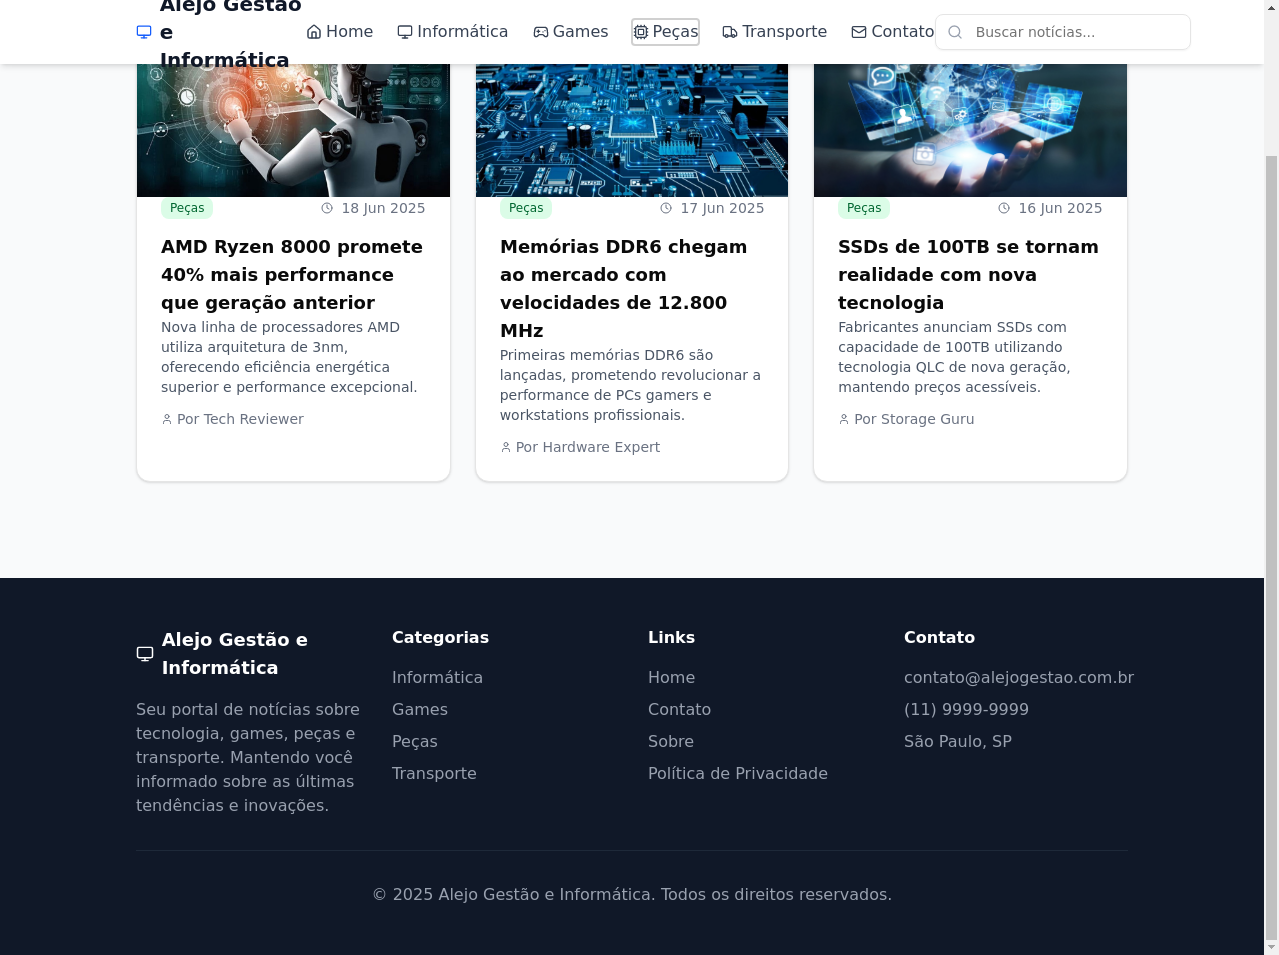 Alejo Gestão
e
Informática
Home
Informática
Games
Peças
Transporte
Contato
Buscar notícias...
Peças
18 Jun 2025
AMD Ryzen 8000 promete
40% mais performance
que geração anterior
Nova linha de processadores AMD
utiliza arquitetura de 3nm,
oferecendo eficiência energética
superior e performance excepcional.
Por Tech Reviewer
Peças
17 Jun 2025
Memórias DDR6 chegam
ao mercado com
velocidades de 12.800
MHz
Primeiras memórias DDR6 são
lançadas, prometendo revolucionar a
performance de PCs gamers e
workstations profissionais.
Por Hardware Expert
Peças
16 Jun 2025
SSDs de 100TB se tornam
realidade com nova
tecnologia
Fabricantes anunciam SSDs com
capacidade de 100TB utilizando
tecnologia QLC de nova geração,
mantendo preços acessíveis.
Por Storage Guru
Alejo Gestão e
Informática
Seu portal de notícias sobre
tecnologia, games, peças e
transporte. Mantendo você
informado sobre as últimas
tendências e inovações.
Categorias
Informática
Games
Peças
Transporte
Links
Home
Contato
Sobre
Política de Privacidade
Contato
contato@alejogestao.com.br
(11) 9999-9999
São Paulo, SP
© 2025 Alejo Gestão e Informática. Todos os direitos reservados.